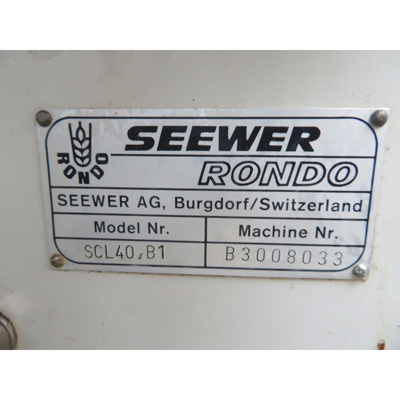 RONDO
SEEWER
RONDO
SEEWER AG, Burgdorf/Switzerland
Model Nr. Machine Nr.
SCL40.B1 B3008033